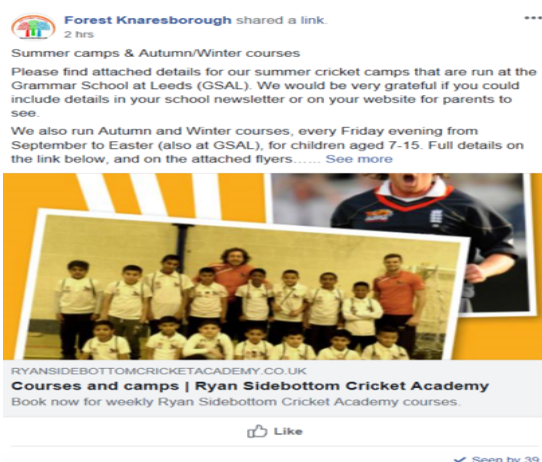 Forest Knaresborough shared a link.
2 hrs
Summer camps & Autumn/Winter courses
Please find attached details for our summer cricket camps that are run at the
Grammar School at Leeds (GSAL). We would be very grateful if you could
include details in your school newsletter or on your website for parents to
see.
We also run Autumn and Winter courses, every Friday evening from
September to Easter (also at GSAL), for children aged 7-15. Full details on
the link below, and on the attached flyers...... See more
RYANSIDEBOTTOMCRICKETACADEMY.CO.UK
Courses and camps | Ryan Sidebottom Cricket Academy
Book now for weekly Ryan Sidebottom Cricket Academy courses.
Like
Seen by 39